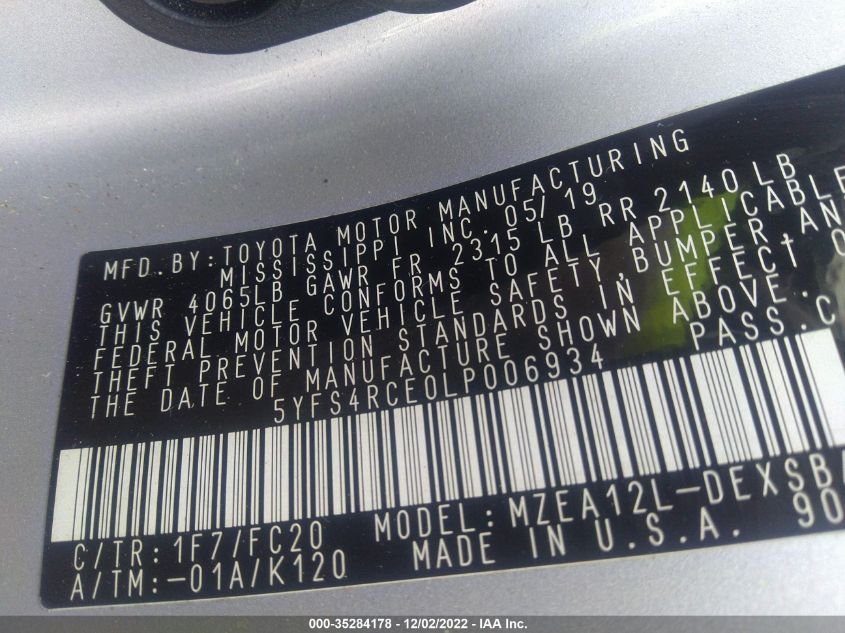 MFD.BY:TOYOTA MOTOR MANUFACTURING
MISSISSIPPI INC. 05/19
GVWR 4065LB GAWR FR 2315 LB RR 2140 LB
THIS VEHICLE CONFORMS TO ALL APPLICABLE
FEDERAL MOTOR VEHICLE SAFETY,BUMPER,AN
THEFT PREVENTION STANDARDS IN EFFECT O
THE DATE OF MANUFACTURE SHOWN ABOVE.
5YFS4RCE0LP006934 PASS.C
C/TR: 1F7/FC20 MODEL: MZEA12L-DEXSBA
A/TM:-01A/K120 MADE IN U.S.A. 90
000-35284178 - 12/02/2022 - IAA Inc.